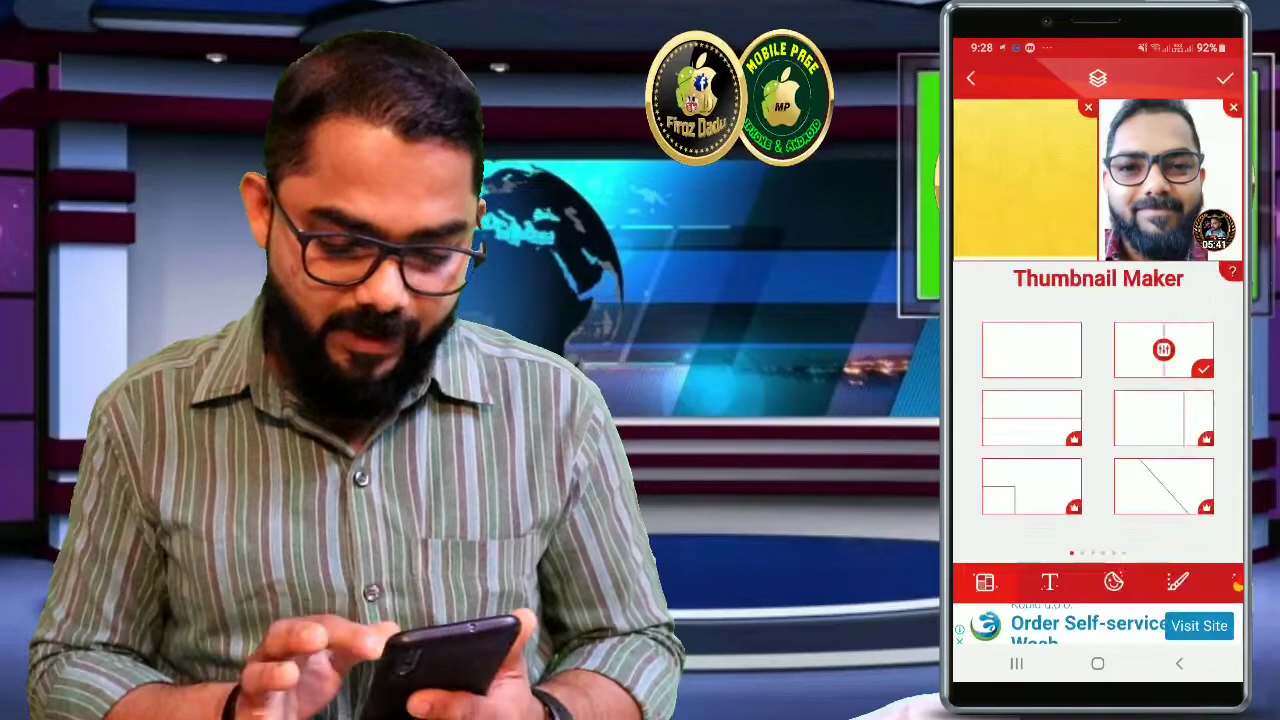 Firoz Dadu
MOBILE PAGE
MP
IPHONE & ANDROID
9:28
92%
05:41
?
Thumbnail Maker
T
Order Self-service
Wash
Visit Site